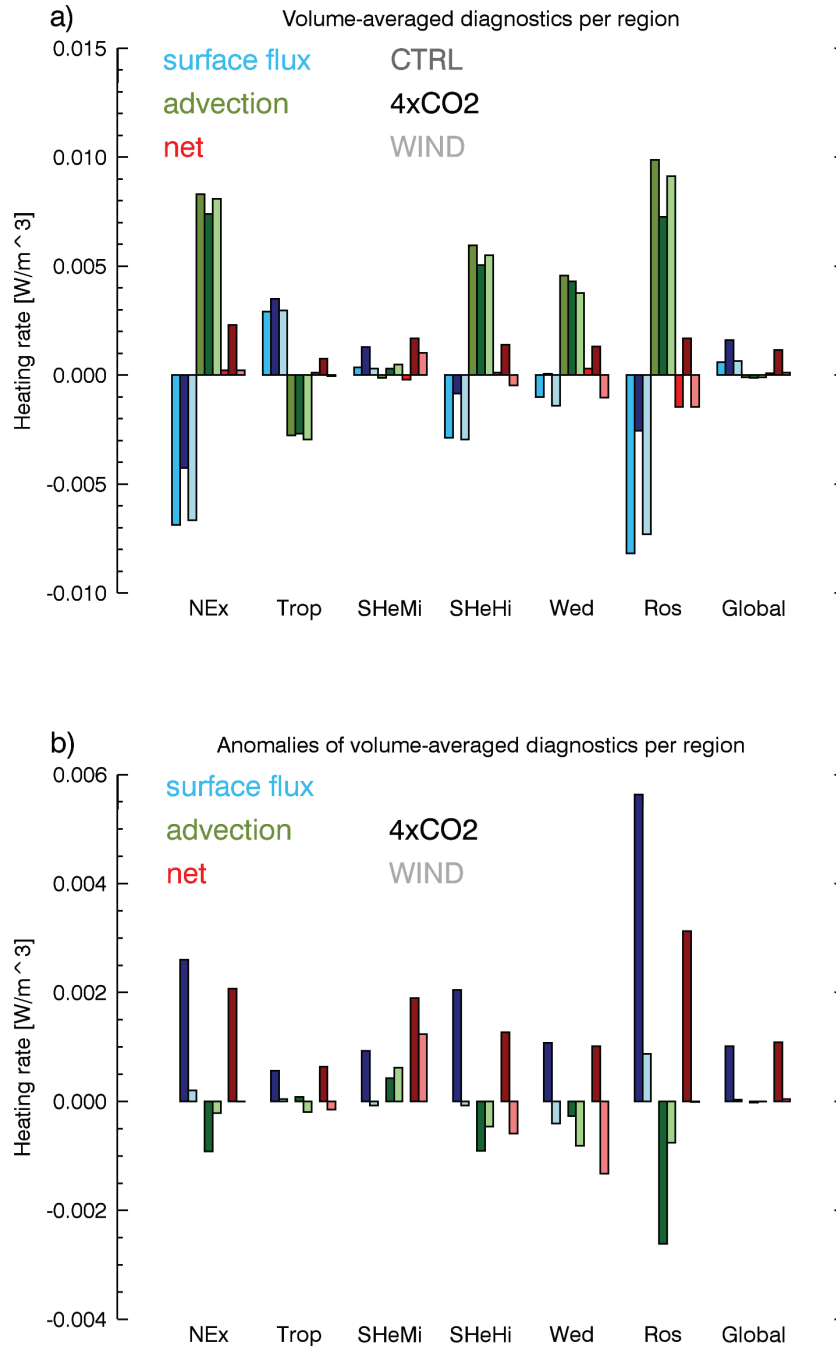 a) Volume-averaged diagnostics per region
0.015
surface flux CTRL
advection 4xCO2
0.010
net WIND
0.005
0.000
-0.005
-0.010
Heating rate [W/m^3]
NEx Trop SHeMi SHeHi Wed Ros Global
b) Anomalies of volume-averaged diagnostics per region
0.006
surface flux
advection 4xCO2
net WIND
0.004
0.002
0.000
-0.002
-0.004
Heating rate [W/m^3]
NEx Trop SHeMi SHeHi Wed Ros Global